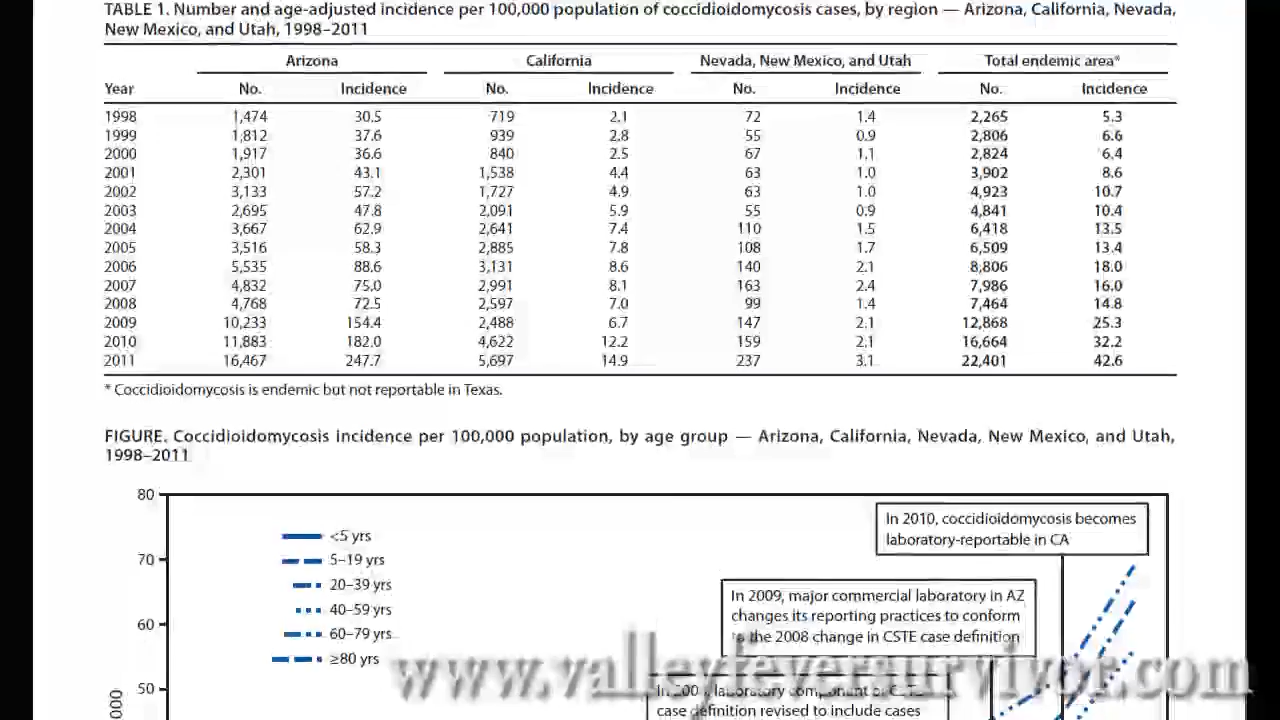 TABLE 1. Number and age-adjusted incidence per 100,000 population of coccidioidomycosis cases, by region — Arizona, California, Nevada,
New Mexico, and Utah, 1998–2011
Arizona California Nevada, New Mexico, and Utah Total endemic area*
Year No. Incidence No. Incidence No. Incidence No. Incidence
1998 1,474 30.5 719 2.1 72 1.4 2,265 5.3
1999 1,812 37.6 939 2.8 55 0.9 2,806 6.6
2000 1,917 36.6 840 2.5 67 1.1 2,824 6.4
2001 2,301 43.1 1,538 4.4 63 1.0 3,902 8.6
2002 3,133 57.2 1,727 4.9 63 1.0 4,923 10.7
2003 2,695 47.8 2,091 5.9 55 0.9 4,841 10.4
2004 3,667 62.9 2,641 7.4 110 1.5 6,418 13.5
2005 3,516 58.3 2,885 7.8 108 1.7 6,509 13.4
2006 5,535 88.6 3,131 8.6 140 2.1 8,806 18.0
2007 4,832 75.0 2,991 8.1 163 2.4 7,986 16.0
2008 4,768 72.5 2,597 7.0 99 1.4 7,464 14.8
2009 10,233 154.4 2,488 6.7 147 2.1 12,868 25.3
2010 11,883 182.0 4,622 12.2 159 2.1 16,664 32.2
2011 16,467 247.7 5,697 14.9 237 3.1 22,401 42.6
* Coccidioidomycosis is endemic but not reportable in Texas.
FIGURE. Coccidioidomycosis incidence per 100,000 population, by age group — Arizona, California, Nevada, New Mexico, and Utah,
1998–2011
80
In 2010, coccidioidomycosis becomes
laboratory-reportable in CA
<5 yrs
70
5–19 yrs
20–39 yrs
In 2009, major commercial laboratory in AZ
changes its reporting practices to conform
to the 2008 change in CSTE case definition
40–59 yrs
60
60–79 yrs
≥80 yrs
www.valleyfeversurvivor.com
50
In laboratory component of
case definition revised to include cases
000